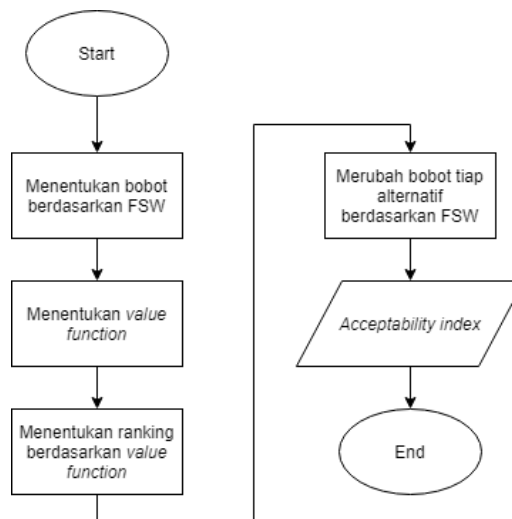 Start
Menentukan bobot
berdasarkan FSW
Menentukan value
function
Menentukan ranking
berdasarkan value
function
Merubah bobot tiap
alternatif
berdasarkan FSW
Acceptability index
End